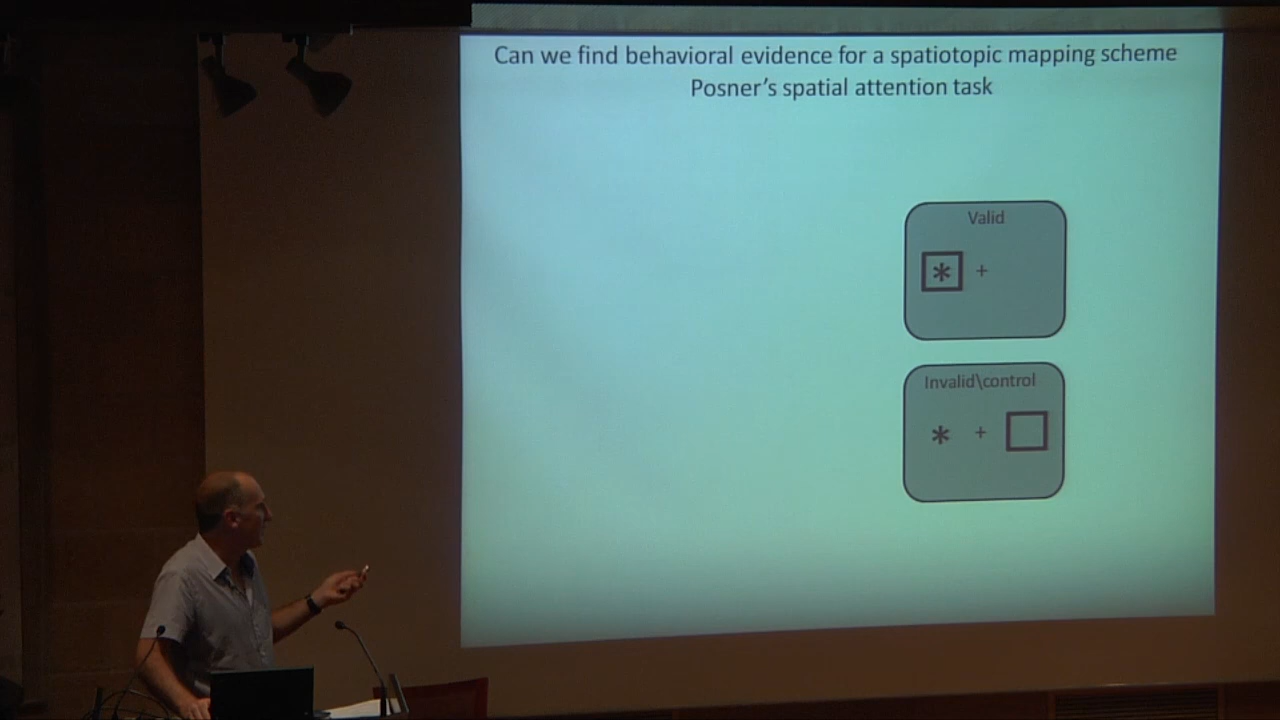 Can we find behavioral evidence for a spatiotopic mapping scheme
Posner's spatial attention task
Valid
* +
Invalid\control
* +